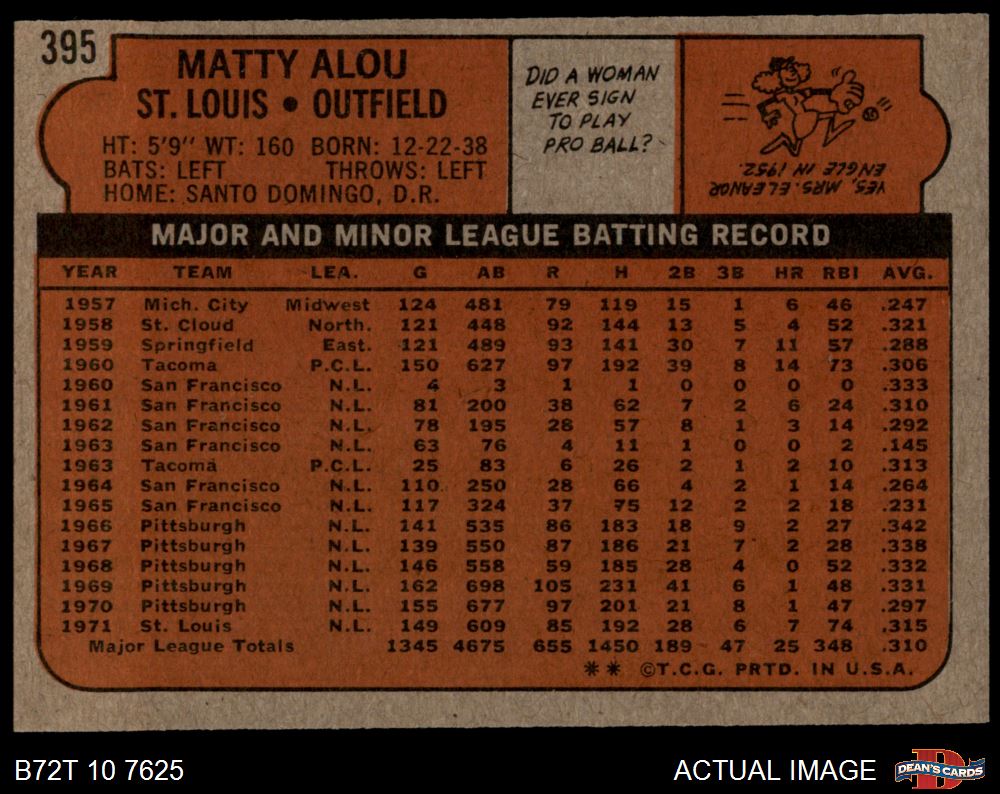 395
MATTY ALOU
ST. LOUIS • OUTFIELD
HT: 5'9" WT: 160 BORN: 12-22-38
BATS: LEFT THROWS: LEFT
HOME: SANTO DOMINGO, D.R.
DID A WOMAN
EVER SIGN
TO PLAY
PRO BALL?
YES, MRS. ELEANOR
ENGLE IN 1952.
MAJOR AND MINOR LEAGUE BATTING RECORD
YEAR TEAM LEA. G AB R H 2B 3B HR RBI AVG.
1957 Mich. City Midwest 124 481 79 119 15 1 6 46 .247
1958 St. Cloud North. 121 448 92 144 13 5 4 52 .321
1959 Springfield East. 121 489 93 141 30 7 11 57 .288
1960 Tacoma P.C.L. 150 627 97 192 39 8 14 73 .306
1960 San Francisco N.L. 4 3 1 1 0 0 0 0 .333
1961 San Francisco N.L. 81 200 38 62 7 2 6 24 .310
1962 San Francisco N.L. 78 195 28 57 8 1 3 14 .292
1963 San Francisco N.L. 63 76 4 11 1 0 0 2 .145
1963 Tacoma P.C.L. 25 83 6 26 2 1 2 10 .313
1964 San Francisco N.L. 110 250 28 66 4 2 1 14 .264
1965 San Francisco N.L. 117 324 37 75 12 2 2 18 .231
1966 Pittsburgh N.L. 141 535 86 183 18 9 2 27 .342
1967 Pittsburgh N.L. 139 550 87 186 21 7 2 28 .338
1968 Pittsburgh N.L. 146 558 59 185 28 4 0 52 .332
1969 Pittsburgh N.L. 162 698 105 231 41 6 1 48 .331
1970 Pittsburgh N.L. 155 677 97 201 21 8 1 47 .297
1971 St. Louis N.L. 149 609 85 192 28 6 7 74 .315
Major League Totals 1345 4675 655 1450 189 47 25 348 .310
** ©T.C.G. PRTD. IN U.S.A.
B72T 10 7625
ACTUAL IMAGE
DEAN'S CARDS